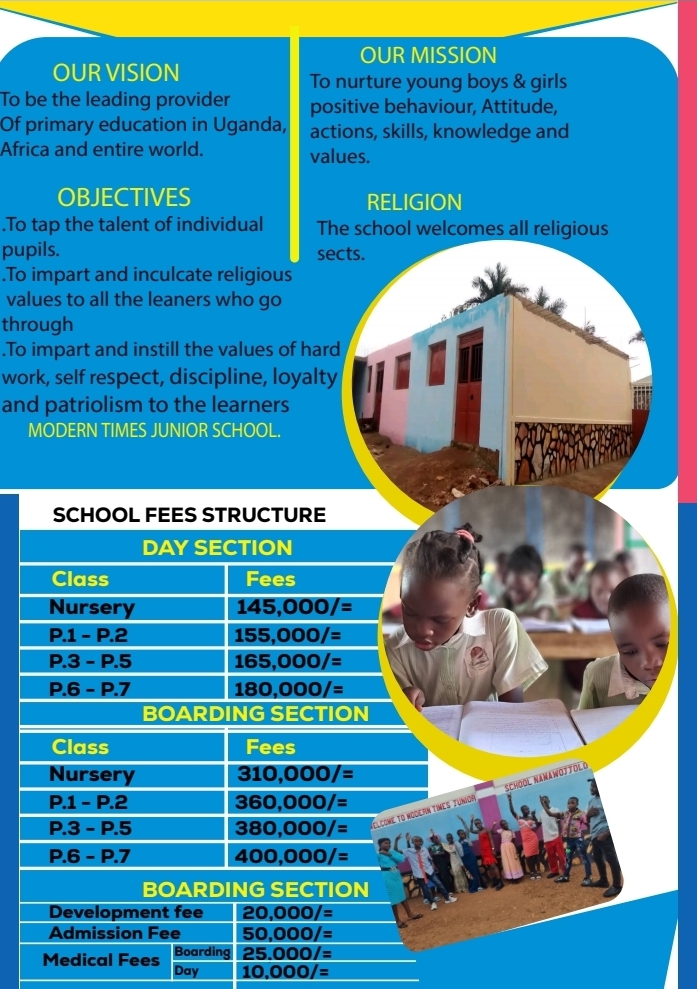 OUR VISION
To be the leading provider
Of primary education in Uganda,
Africa and entire world.
OBJECTIVES
.To tap the talent of individual
pupils.
.To impart and inculcate religious
values to all the leaners who go
through
.To impart and instill the values of hard
work, self respect, discipline, loyalty
and patriolism to the learners
MODERN TIMES JUNIOR SCHOOL.
OUR MISSION
To nurture young boys & girls
positive behaviour, Attitude,
actions, skills, knowledge and
values.
RELIGION
The school welcomes all religious
sects.
SCHOOL FEES STRUCTURE
DAY SECTION
Class Fees
Nursery 145,000/=
P.1 - P.2 155,000/=
P.3 - P.5 165,000/=
P.6 - P.7 180,000/=
BOARDING SECTION
Class Fees
Nursery 310,000/=
P.1 - P.2 360,000/=
P.3 - P.5 380,000/=
P.6 - P.7 400,000/=
BOARDING SECTION
Development fee 20,000/=
Admission Fee 50,000/=
Medical Fees Boarding 25,000/=
Day 10,000/=
WELCOME TO MODERN TIMES JUNIOR SCHOOL NAWAWOJJOLO